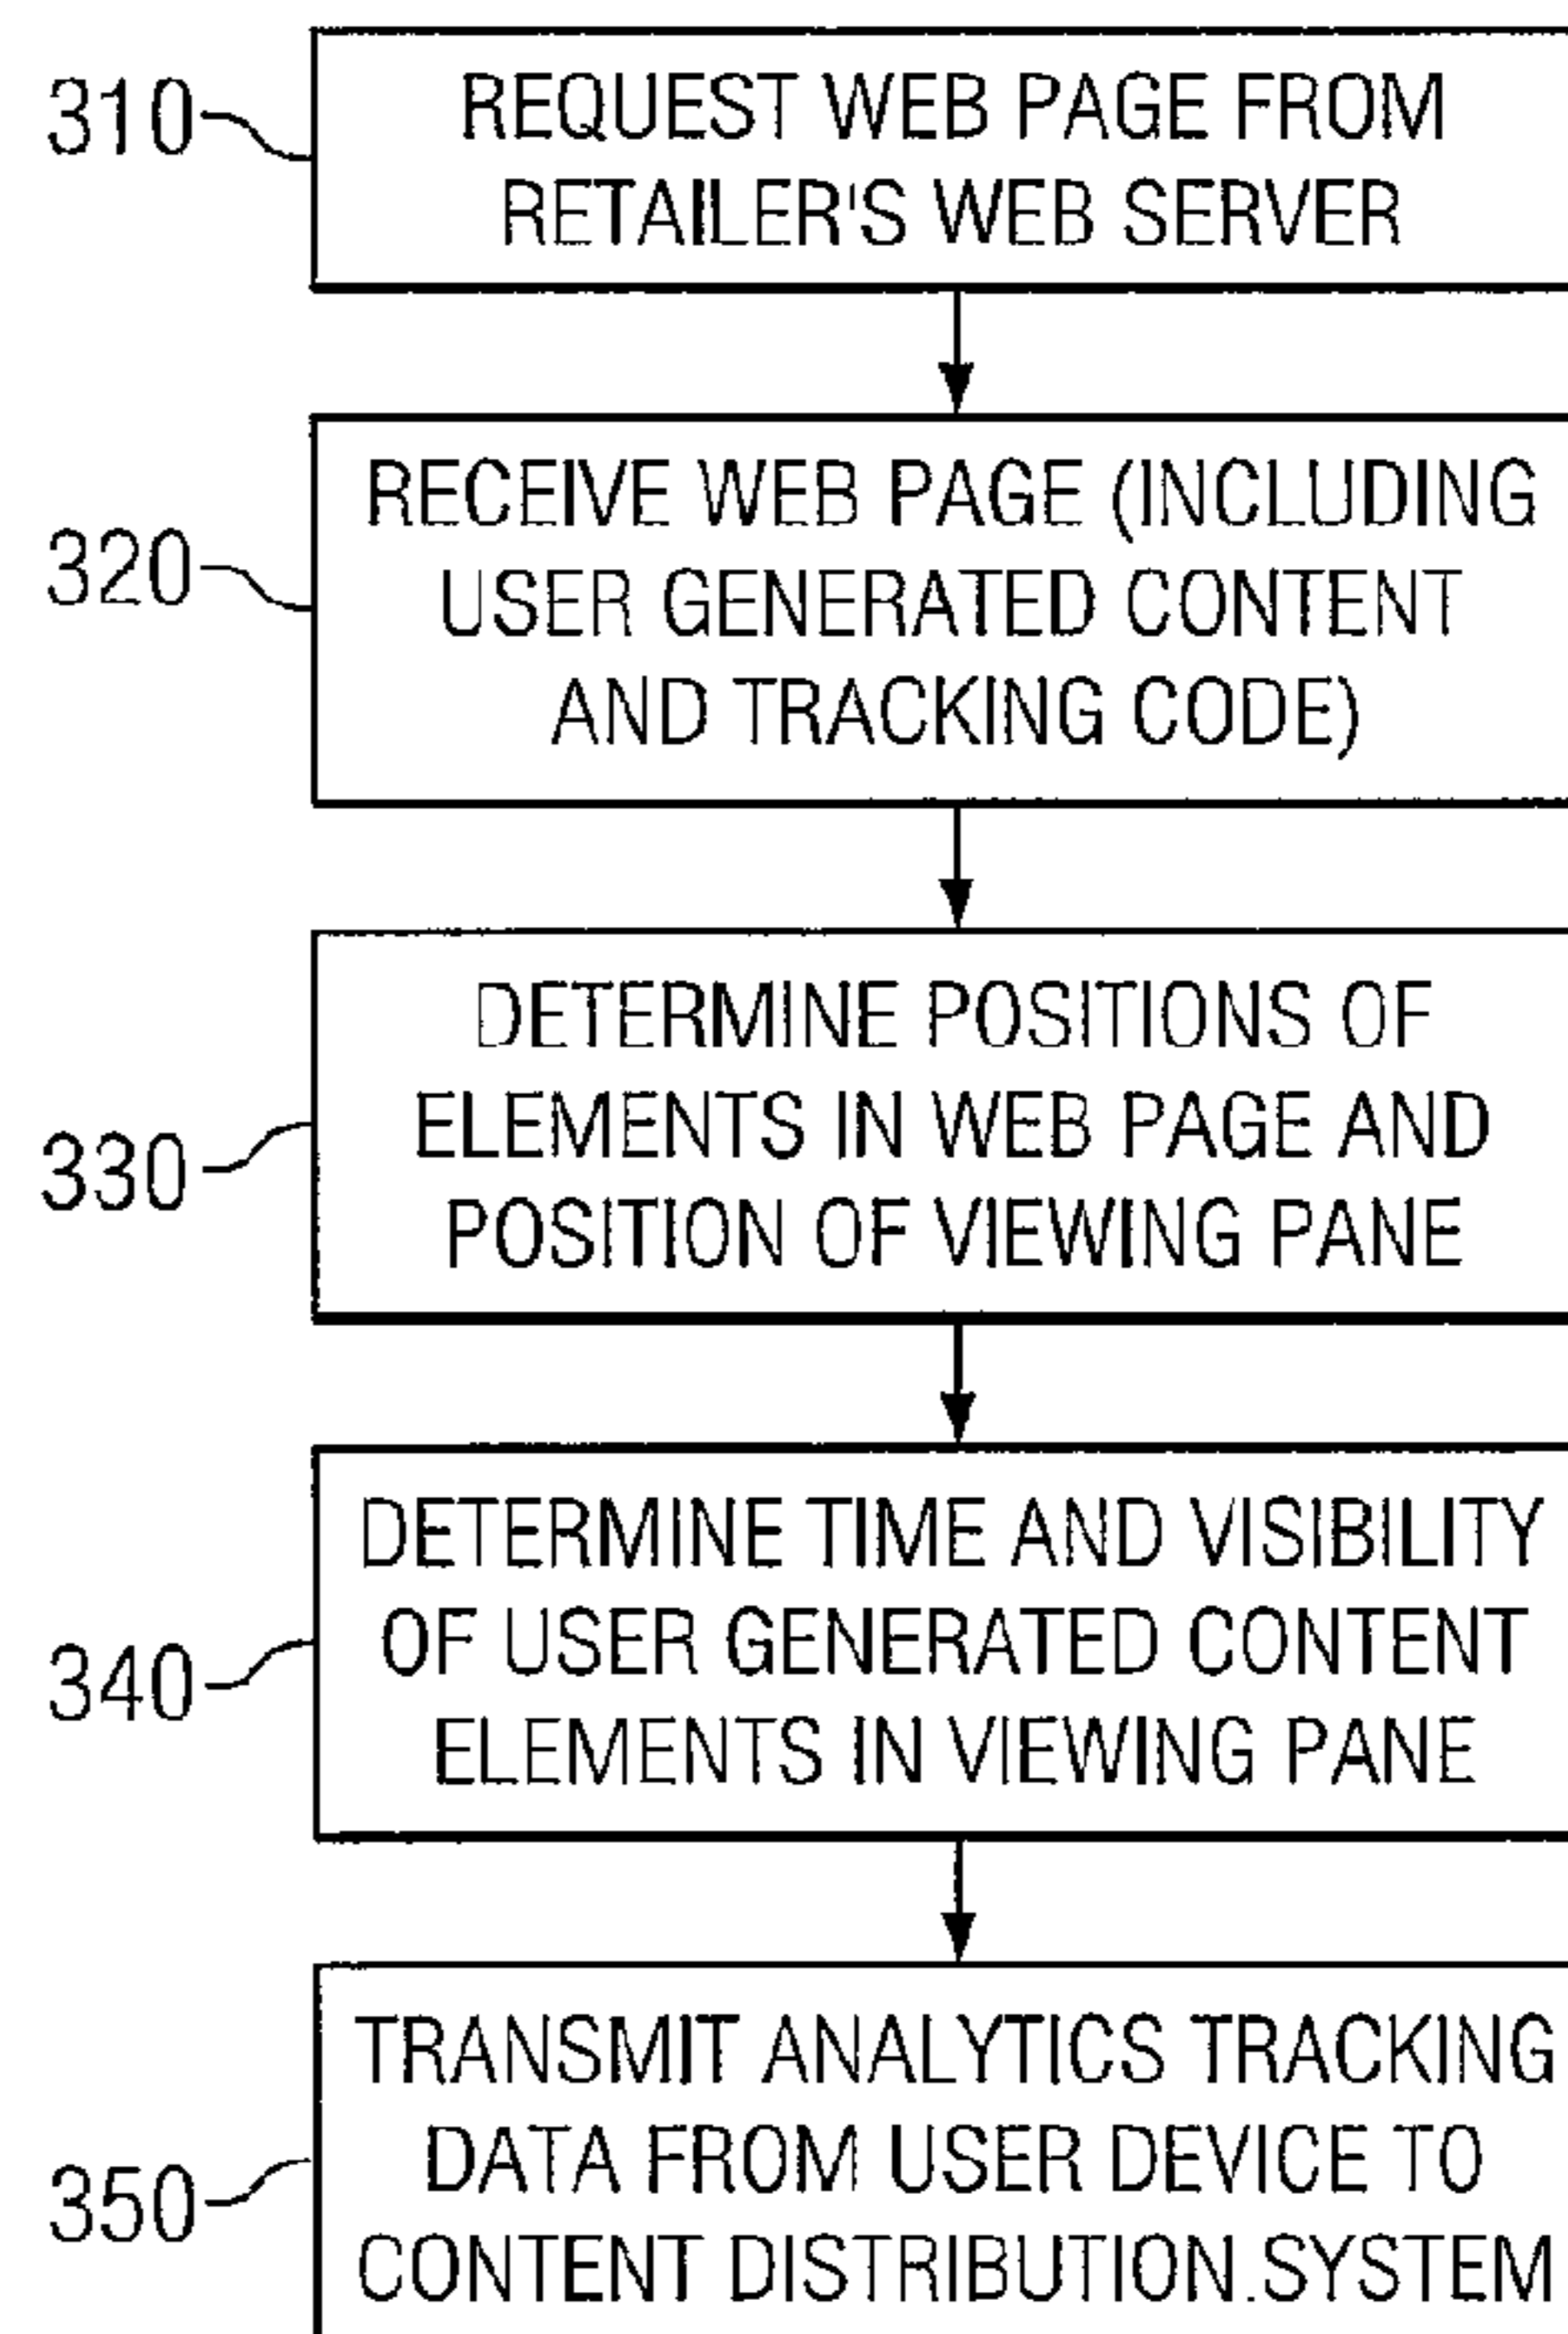 310
REQUEST WEB PAGE FROM
RETAILER'S WEB SERVER
320
RECEIVE WEB PAGE (INCLUDING
USER GENERATED CONTENT
AND TRACKING CODE)
330
DETERMINE POSITIONS OF
ELEMENTS IN WEB PAGE AND
POSITION OF VIEWING PANE
340
DETERMINE TIME AND VISIBILITY
OF USER GENERATED CONTENT
ELEMENTS IN VIEWING PANE
350
TRANSMIT ANALYTICS TRACKING
DATA FROM USER DEVICE TO
CONTENT DISTRIBUTION.SYSTEM